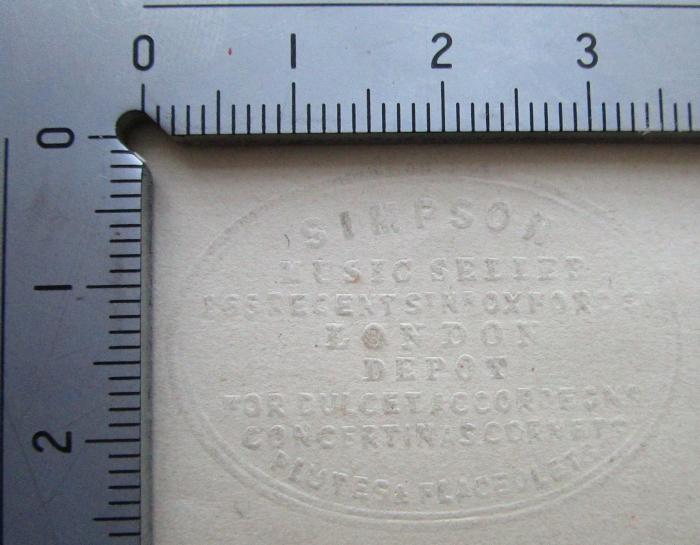 0 1 2 3
0
1
2
SIMPSON
MUSIC SELLER
REGENT ST OXFORD
LONDON
DEPOT
FOR DULCET ACCORDEONS
CONCERTINAS CORNETS
FLUTES & FLAGEOLETS